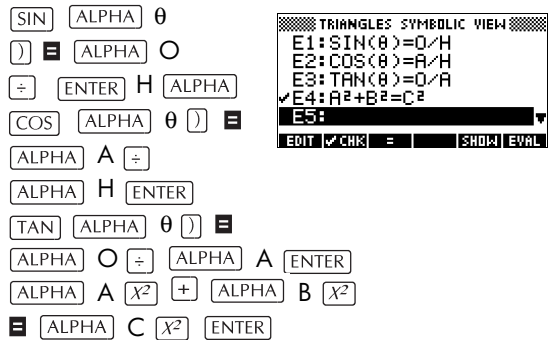 SIN ALPHA θ
) = ALPHA O
÷ ENTER H ALPHA
COS ALPHA θ ) =
ALPHA A ÷
ALPHA H ENTER
TAN ALPHA θ ) =
ALPHA O ÷ ALPHA A ENTER
ALPHA A X² + ALPHA B X²
= ALPHA C X² ENTER
TRIANGLES SYMBOLIC VIEW
E1:SIN(θ)=O/H
E2:COS(θ)=A/H
E3:TAN(θ)=O/A
✓E4:A²+B²=C²
E5:
EDIT ✓CHK = SHOW EVAL